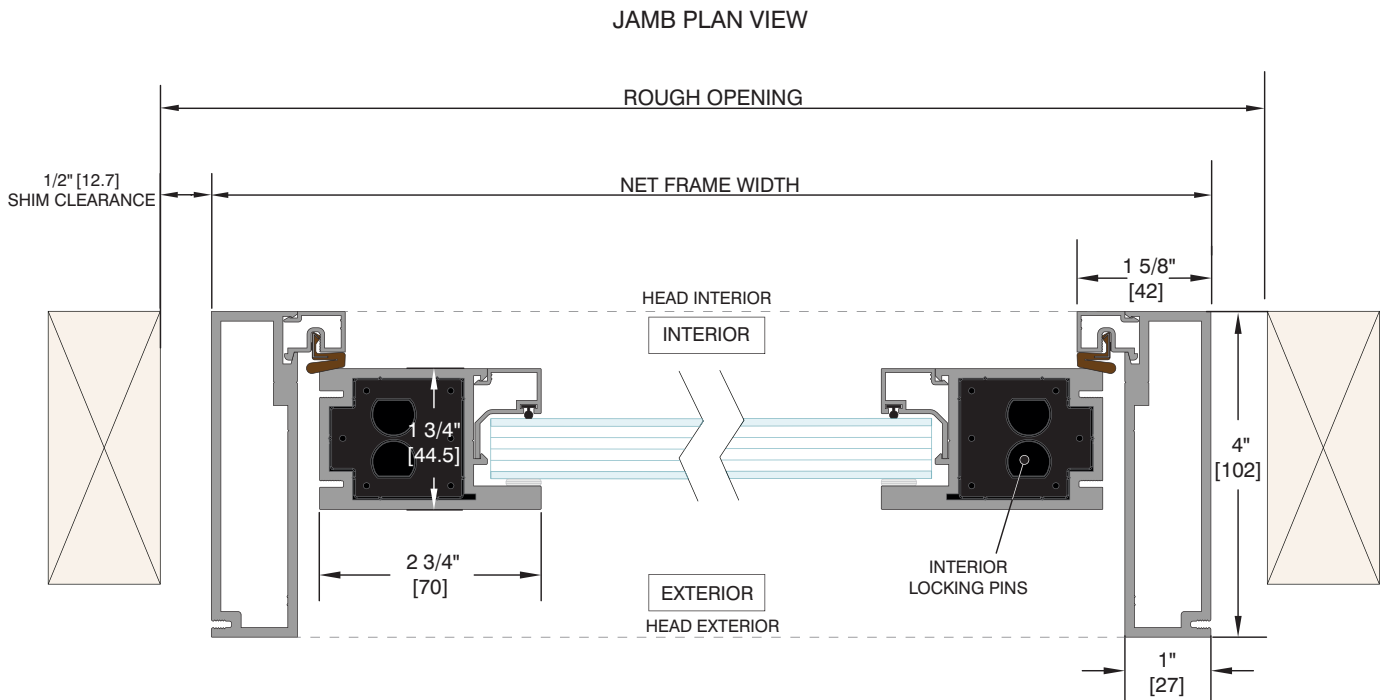 JAMB PLAN VIEW
ROUGH OPENING
1/2" [12.7]
SHIM CLEARANCE
NET FRAME WIDTH
1 5/8"
[42]
HEAD INTERIOR
INTERIOR
1 3/4"
[44.5]
4"
[102]
2 3/4"
[70]
INTERIOR
LOCKING PINS
EXTERIOR
HEAD EXTERIOR
1"
[27]